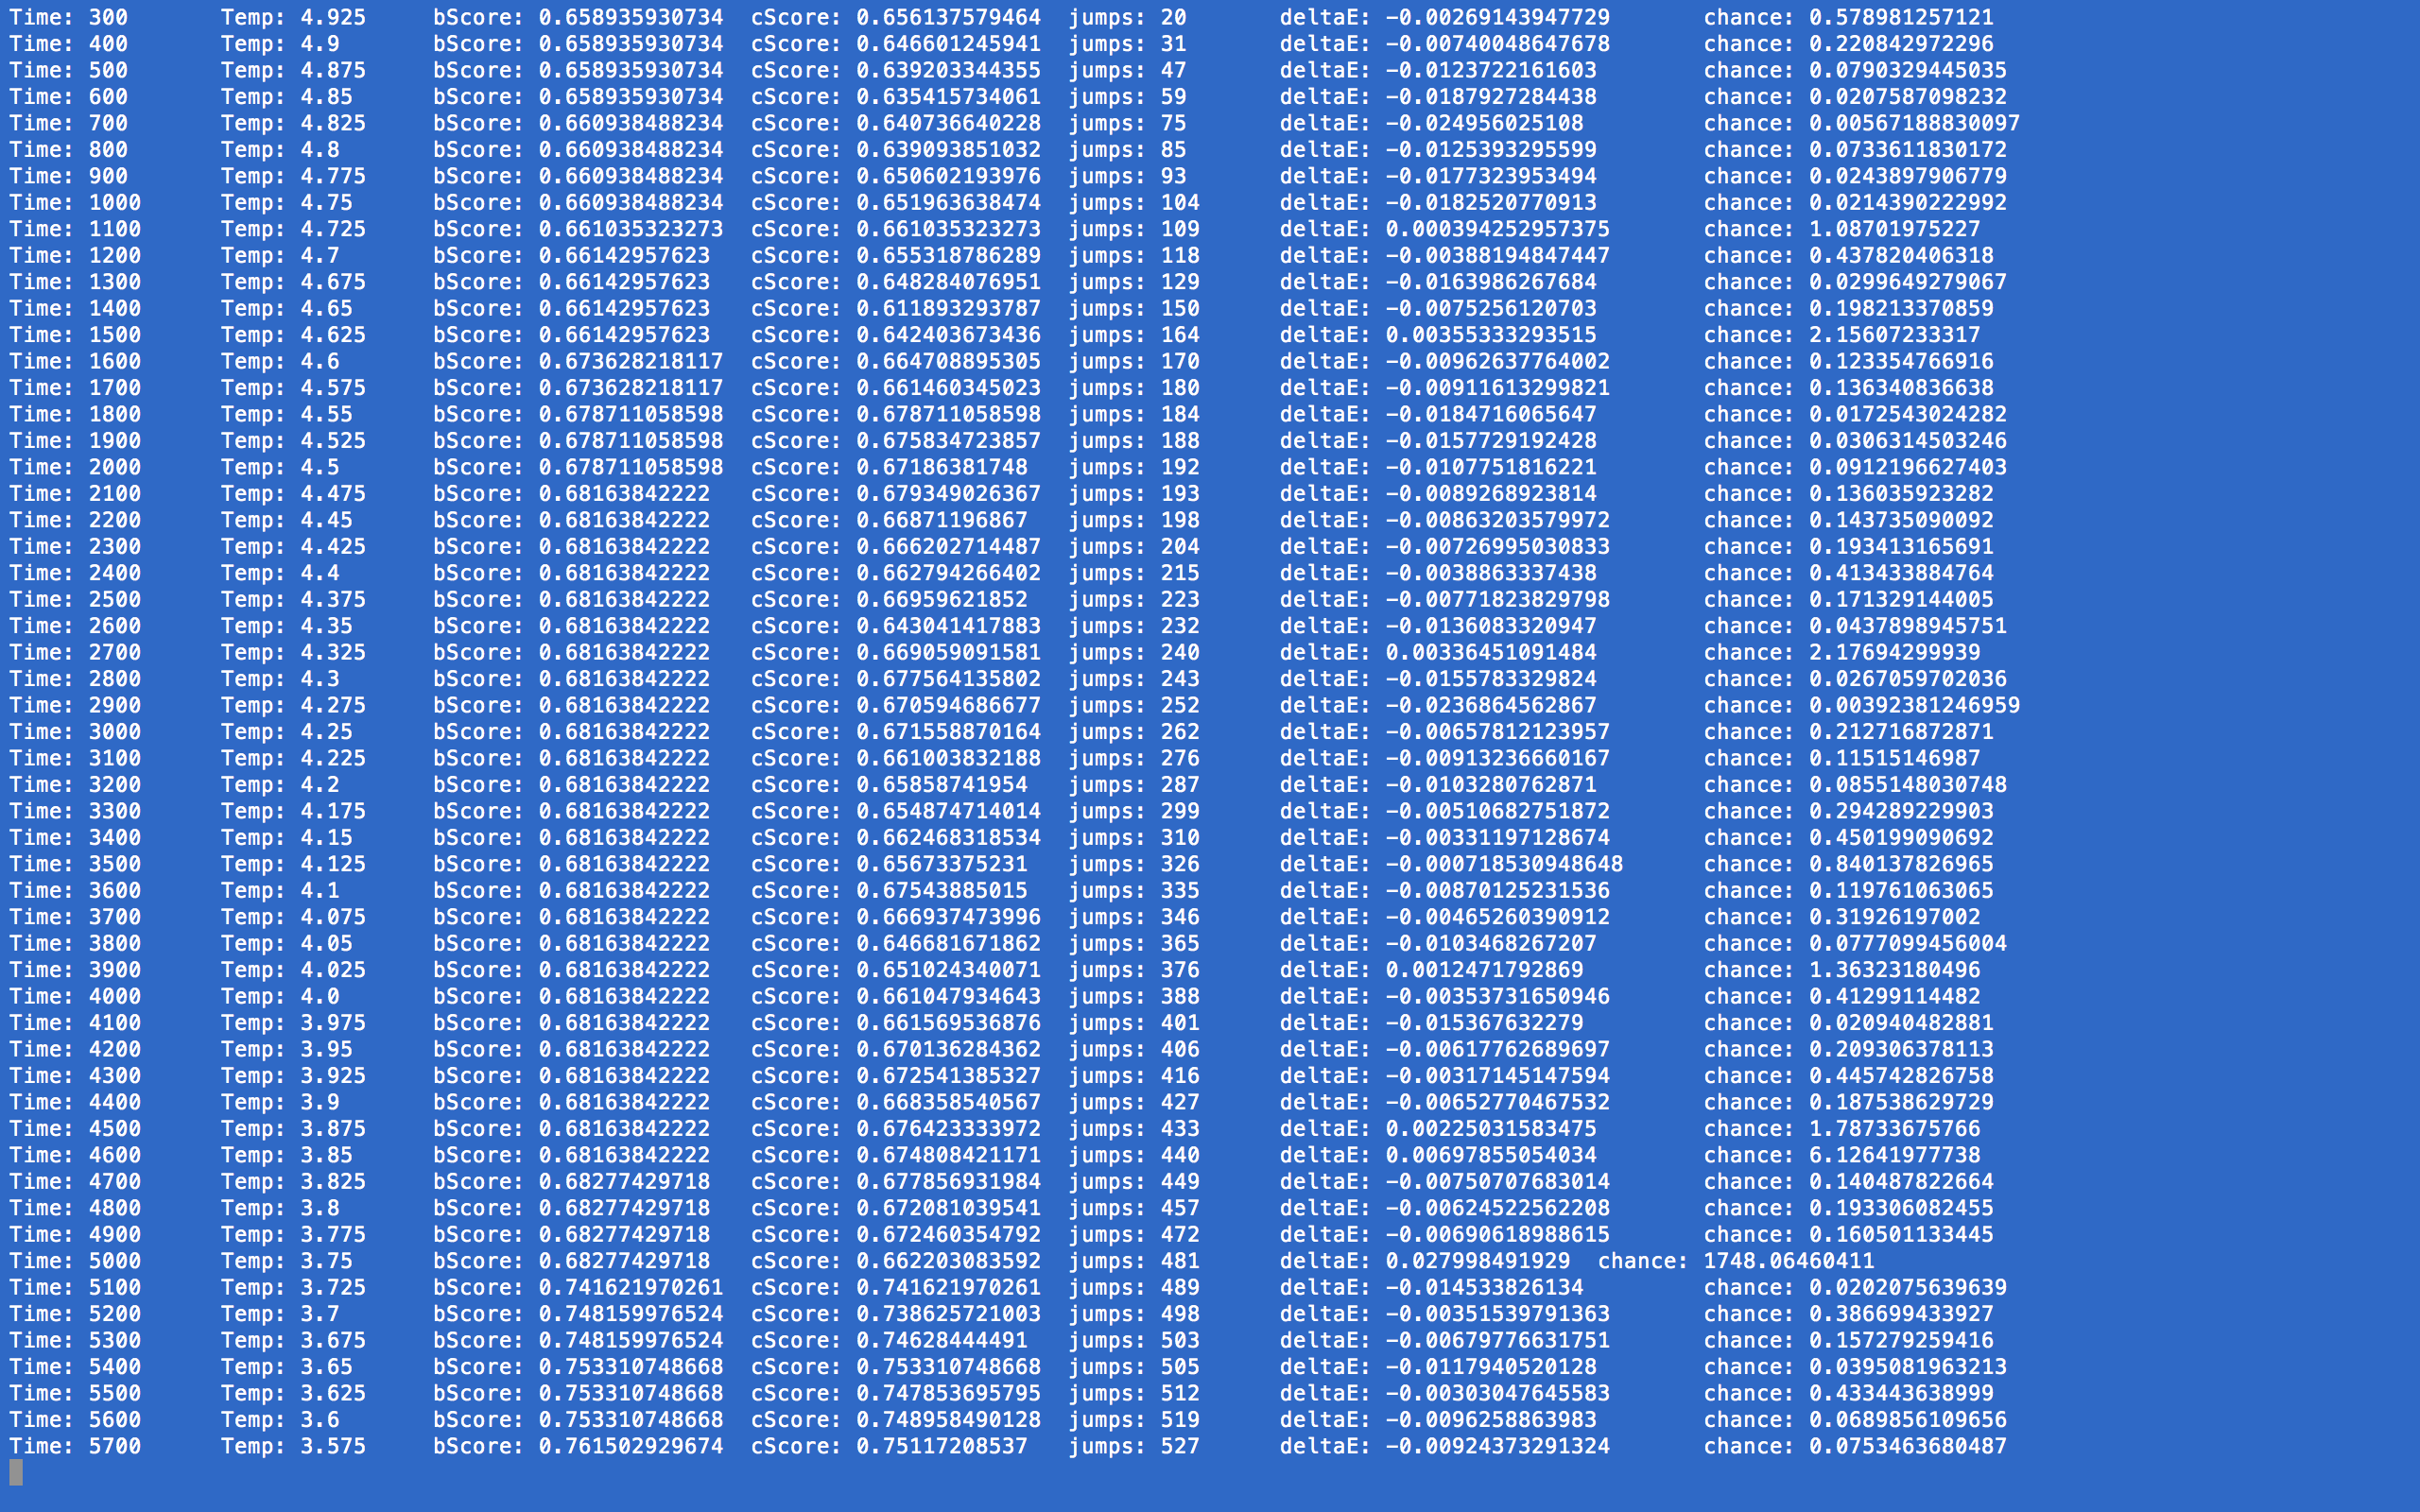 Time: 300 Temp: 4.925 bScore: 0.658935930734 cScore: 0.656137579464 jumps: 20 deltaE: -0.00269143947729 chance: 0.578981257121
Time: 400 Temp: 4.9 bScore: 0.658935930734 cScore: 0.646601245941 jumps: 31 deltaE: -0.00740048647678 chance: 0.220842972296
Time: 500 Temp: 4.875 bScore: 0.658935930734 cScore: 0.639203344355 jumps: 47 deltaE: -0.0123722161603 chance: 0.0790329445035
Time: 600 Temp: 4.85 bScore: 0.658935930734 cScore: 0.635415734061 jumps: 59 deltaE: -0.0187927284438 chance: 0.0207587098232
Time: 700 Temp: 4.825 bScore: 0.660938488234 cScore: 0.640736640228 jumps: 75 deltaE: -0.024956025108 chance: 0.00567188830097
Time: 800 Temp: 4.8 bScore: 0.660938488234 cScore: 0.639093851032 jumps: 85 deltaE: -0.0125393295599 chance: 0.0733611830172
Time: 900 Temp: 4.775 bScore: 0.660938488234 cScore: 0.650602193976 jumps: 93 deltaE: -0.0177323953494 chance: 0.0243897906779
Time: 1000 Temp: 4.75 bScore: 0.660938488234 cScore: 0.651963638474 jumps: 104 deltaE: -0.0182520770913 chance: 0.0214390222992
Time: 1100 Temp: 4.725 bScore: 0.661035323273 cScore: 0.661035323273 jumps: 109 deltaE: 0.000394252957375 chance: 1.08701975227
Time: 1200 Temp: 4.7 bScore: 0.66142957623 cScore: 0.655318786289 jumps: 118 deltaE: -0.00388194847447 chance: 0.437820406318
Time: 1300 Temp: 4.675 bScore: 0.66142957623 cScore: 0.648284076951 jumps: 129 deltaE: -0.0163986267684 chance: 0.0299649279067
Time: 1400 Temp: 4.65 bScore: 0.66142957623 cScore: 0.611893293787 jumps: 150 deltaE: -0.0075256120703 chance: 0.198213370859
Time: 1500 Temp: 4.625 bScore: 0.66142957623 cScore: 0.642403673436 jumps: 164 deltaE: 0.00355333293515 chance: 2.15607233317
Time: 1600 Temp: 4.6 bScore: 0.673628218117 cScore: 0.664708895305 jumps: 170 deltaE: -0.00962637764002 chance: 0.123354766916
Time: 1700 Temp: 4.575 bScore: 0.673628218117 cScore: 0.661460345023 jumps: 180 deltaE: -0.00911613299821 chance: 0.136340836638
Time: 1800 Temp: 4.55 bScore: 0.678711058598 cScore: 0.678711058598 jumps: 184 deltaE: -0.0184716065647 chance: 0.0172543024282
Time: 1900 Temp: 4.525 bScore: 0.678711058598 cScore: 0.675834723857 jumps: 188 deltaE: -0.0157729192428 chance: 0.0306314503246
Time: 2000 Temp: 4.5 bScore: 0.678711058598 cScore: 0.67186381748 jumps: 192 deltaE: -0.0107751816221 chance: 0.0912196627403
Time: 2100 Temp: 4.475 bScore: 0.68163842222 cScore: 0.679349026367 jumps: 193 deltaE: -0.0089268923814 chance: 0.136035923282
Time: 2200 Temp: 4.45 bScore: 0.68163842222 cScore: 0.66871196867 jumps: 198 deltaE: -0.00863203579972 chance: 0.143735090092
Time: 2300 Temp: 4.425 bScore: 0.68163842222 cScore: 0.666202714487 jumps: 204 deltaE: -0.00726995030833 chance: 0.193413165691
Time: 2400 Temp: 4.4 bScore: 0.68163842222 cScore: 0.662794266402 jumps: 215 deltaE: -0.0038863337438 chance: 0.413433884764
Time: 2500 Temp: 4.375 bScore: 0.68163842222 cScore: 0.66959621852 jumps: 223 deltaE: -0.00771823829798 chance: 0.171329144005
Time: 2600 Temp: 4.35 bScore: 0.68163842222 cScore: 0.643041417883 jumps: 232 deltaE: -0.0136083320947 chance: 0.0437898945751
Time: 2700 Temp: 4.325 bScore: 0.68163842222 cScore: 0.669059091581 jumps: 240 deltaE: 0.00336451091484 chance: 2.17694299939
Time: 2800 Temp: 4.3 bScore: 0.68163842222 cScore: 0.677564135802 jumps: 243 deltaE: -0.0155783329824 chance: 0.0267059702036
Time: 2900 Temp: 4.275 bScore: 0.68163842222 cScore: 0.670594686677 jumps: 252 deltaE: -0.0236864562867 chance: 0.00392381246959
Time: 3000 Temp: 4.25 bScore: 0.68163842222 cScore: 0.671558870164 jumps: 262 deltaE: -0.00657812123957 chance: 0.212716872871
Time: 3100 Temp: 4.225 bScore: 0.68163842222 cScore: 0.661003832188 jumps: 276 deltaE: -0.00913236660167 chance: 0.11515146987
Time: 3200 Temp: 4.2 bScore: 0.68163842222 cScore: 0.65858741954 jumps: 287 deltaE: -0.0103280762871 chance: 0.0855148030748
Time: 3300 Temp: 4.175 bScore: 0.68163842222 cScore: 0.654874714014 jumps: 299 deltaE: -0.00510682751872 chance: 0.294289229903
Time: 3400 Temp: 4.15 bScore: 0.68163842222 cScore: 0.662468318534 jumps: 310 deltaE: -0.00331197128674 chance: 0.450199090692
Time: 3500 Temp: 4.125 bScore: 0.68163842222 cScore: 0.65673375231 jumps: 326 deltaE: -0.000718530948648 chance: 0.840137826965
Time: 3600 Temp: 4.1 bScore: 0.68163842222 cScore: 0.67543885015 jumps: 335 deltaE: -0.00870125231536 chance: 0.119761063065
Time: 3700 Temp: 4.075 bScore: 0.68163842222 cScore: 0.666937473996 jumps: 346 deltaE: -0.00465260390912 chance: 0.31926197002
Time: 3800 Temp: 4.05 bScore: 0.68163842222 cScore: 0.646681671862 jumps: 365 deltaE: -0.0103468267207 chance: 0.0777099456004
Time: 3900 Temp: 4.025 bScore: 0.68163842222 cScore: 0.651024340071 jumps: 376 deltaE: 0.0012471792869 chance: 1.36323180496
Time: 4000 Temp: 4.0 bScore: 0.68163842222 cScore: 0.661047934643 jumps: 388 deltaE: -0.00353731650946 chance: 0.41299114482
Time: 4100 Temp: 3.975 bScore: 0.68163842222 cScore: 0.661569536876 jumps: 401 deltaE: -0.015367632279 chance: 0.020940482881
Time: 4200 Temp: 3.95 bScore: 0.68163842222 cScore: 0.670136284362 jumps: 406 deltaE: -0.00617762689697 chance: 0.209306378113
Time: 4300 Temp: 3.925 bScore: 0.68163842222 cScore: 0.672541385327 jumps: 416 deltaE: -0.00317145147594 chance: 0.445742826758
Time: 4400 Temp: 3.9 bScore: 0.68163842222 cScore: 0.668358540567 jumps: 427 deltaE: -0.00652770467532 chance: 0.187538629729
Time: 4500 Temp: 3.875 bScore: 0.68163842222 cScore: 0.676423333972 jumps: 433 deltaE: 0.00225031583475 chance: 1.78733675766
Time: 4600 Temp: 3.85 bScore: 0.68163842222 cScore: 0.674808421171 jumps: 440 deltaE: 0.00697855054034 chance: 6.12641977738
Time: 4700 Temp: 3.825 bScore: 0.68277429718 cScore: 0.677856931984 jumps: 449 deltaE: -0.00750707683014 chance: 0.140487822664
Time: 4800 Temp: 3.8 bScore: 0.68277429718 cScore: 0.672081039541 jumps: 457 deltaE: -0.00624522562208 chance: 0.193306082455
Time: 4900 Temp: 3.775 bScore: 0.68277429718 cScore: 0.672460354792 jumps: 472 deltaE: -0.00690618988615 chance: 0.160501133445
Time: 5000 Temp: 3.75 bScore: 0.68277429718 cScore: 0.662203083592 jumps: 481 deltaE: 0.027998491929 chance: 1748.06460411
Time: 5100 Temp: 3.725 bScore: 0.741621970261 cScore: 0.741621970261 jumps: 489 deltaE: -0.014533826134 chance: 0.0202075639639
Time: 5200 Temp: 3.7 bScore: 0.748159976524 cScore: 0.738625721003 jumps: 498 deltaE: -0.00351539791363 chance: 0.386699433927
Time: 5300 Temp: 3.675 bScore: 0.748159976524 cScore: 0.74628444491 jumps: 503 deltaE: -0.00679776631751 chance: 0.157279259416
Time: 5400 Temp: 3.65 bScore: 0.753310748668 cScore: 0.753310748668 jumps: 505 deltaE: -0.0117940520128 chance: 0.0395081963213
Time: 5500 Temp: 3.625 bScore: 0.753310748668 cScore: 0.747853695795 jumps: 512 deltaE: -0.00303047645583 chance: 0.433443638999
Time: 5600 Temp: 3.6 bScore: 0.753310748668 cScore: 0.748958490128 jumps: 519 deltaE: -0.0096258863983 chance: 0.0689856109656
Time: 5700 Temp: 3.575 bScore: 0.761502929674 cScore: 0.75117208537 jumps: 527 deltaE: -0.00924373291324 chance: 0.0753463680487